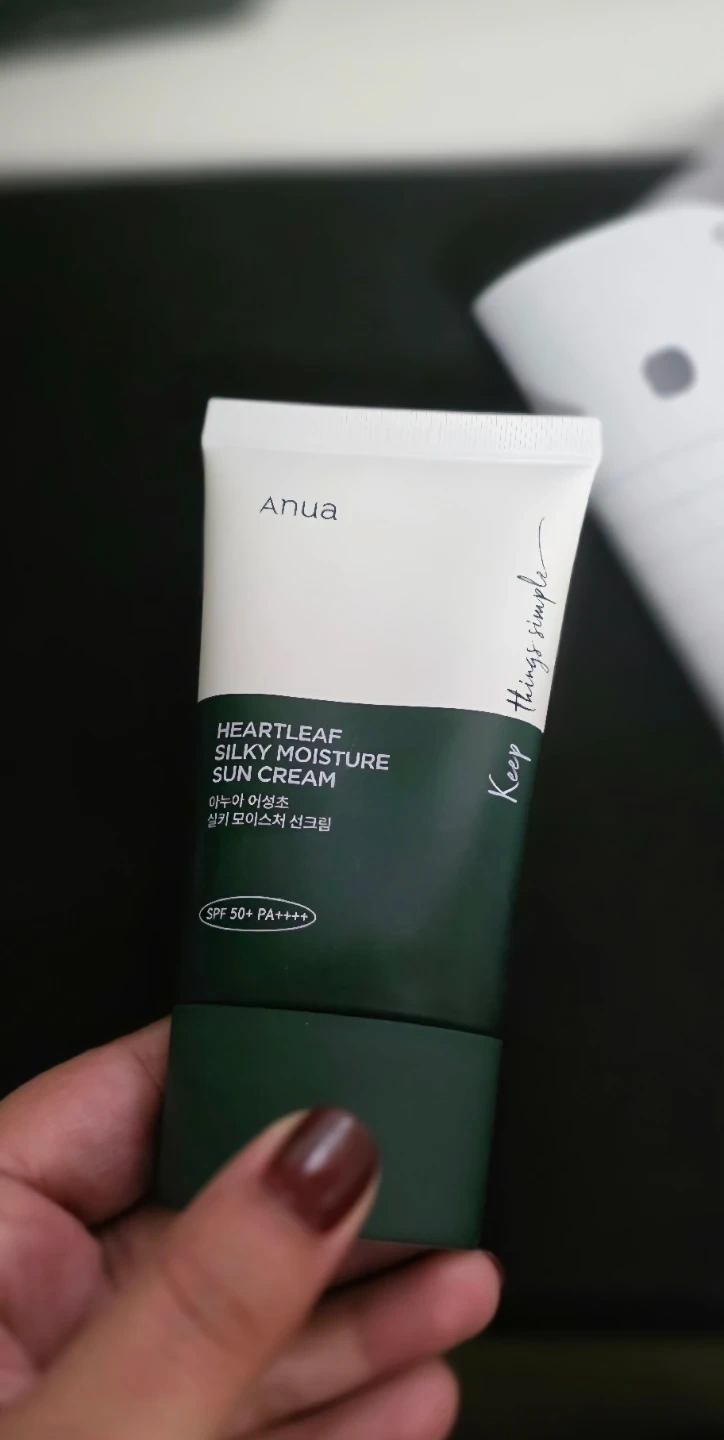 Anua
Keep things simple
HEARTLEAF
SILKY MOISTURE
SUN CREAM
아누아 어성초
실키 모이스처 선크림
SPF 50+ PA++++